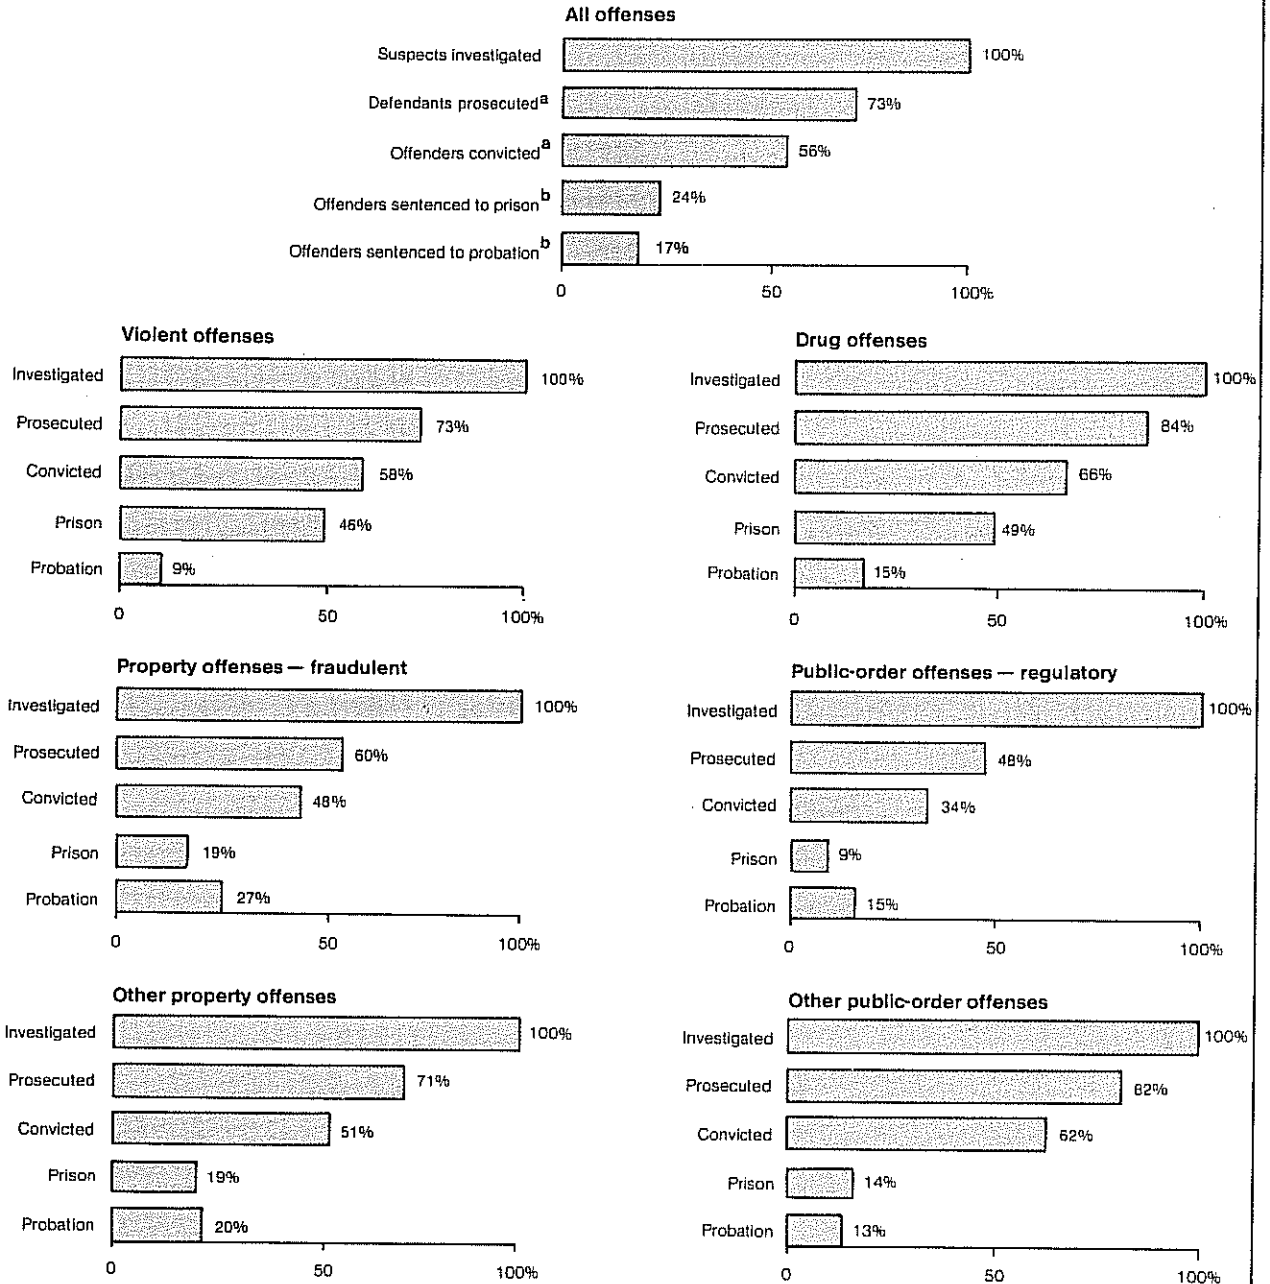 All offenses
Suspects investigated 100%
Defendants prosecuted a 73%
Offenders convicted a 56%
Offenders sentenced to prison b 24%
Offenders sentenced to probation b 17%
0 50 100%
Violent offenses
Investigated 100%
Prosecuted 73%
Convicted 58%
Prison 46%
Probation 9%
0 50 100%
Drug offenses
Investigated 100%
Prosecuted 84%
Convicted 66%
Prison 49%
Probation 15%
0 50 100%
Property offenses — fraudulent
Investigated 100%
Prosecuted 60%
Convicted 48%
Prison 19%
Probation 27%
0 50 100%
Public-order offenses — regulatory
Investigated 100%
Prosecuted 48%
Convicted 34%
Prison 9%
Probation 15%
0 50 100%
Other property offenses
Investigated 100%
Prosecuted 71%
Convicted 51%
Prison 19%
Probation 20%
0 50 100%
Other public-order offenses
Investigated 100%
Prosecuted 82%
Convicted 62%
Prison 14%
Probation 13%
0 50 100%